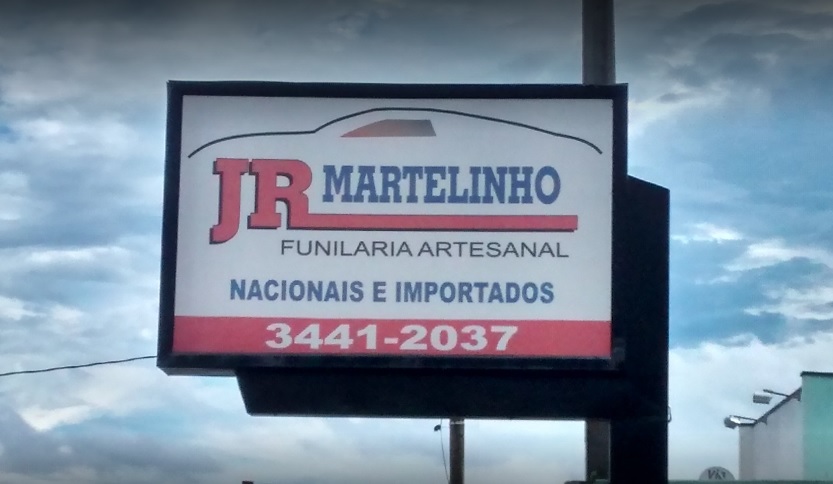 JR MARTELINHO
FUNILARIA ARTESANAL
NACIONAIS E IMPORTADOS
3441-2037